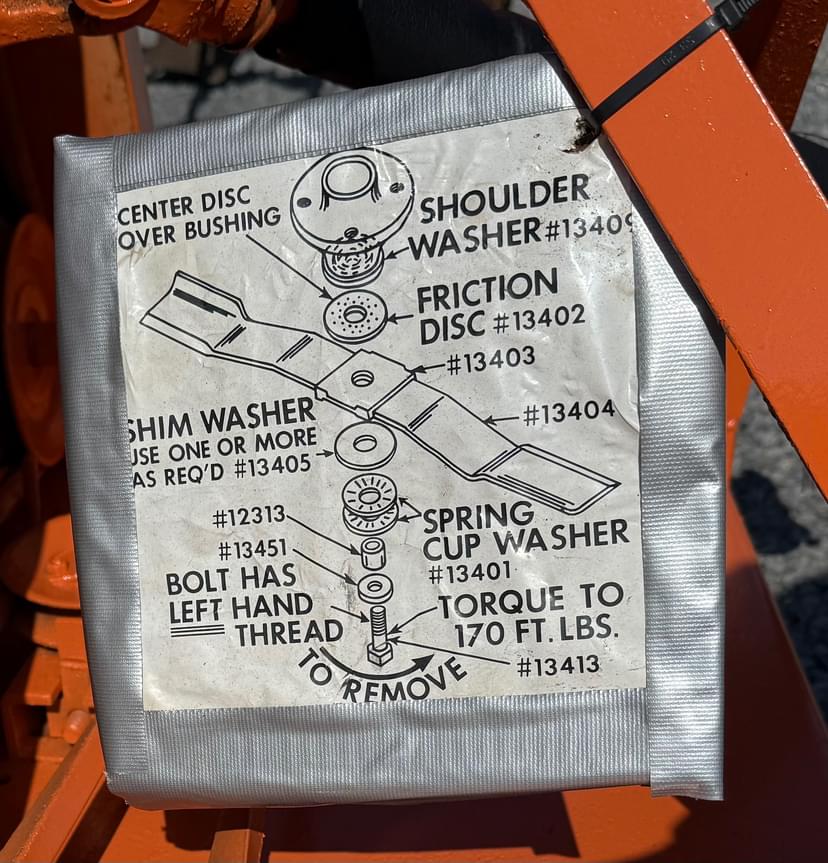 CENTER DISC
OVER BUSHING
SHOULDER
WASHER #13409
FRICTION
DISC #13402
#13403
#13404
SHIM WASHER
USE ONE OR MORE
AS REQ'D #13405
#12313
#13451
SPRING
CUP WASHER
#13401
BOLT HAS
LEFT HAND
THREAD
TORQUE TO
170 FT. LBS.
#13413
TO REMOVE